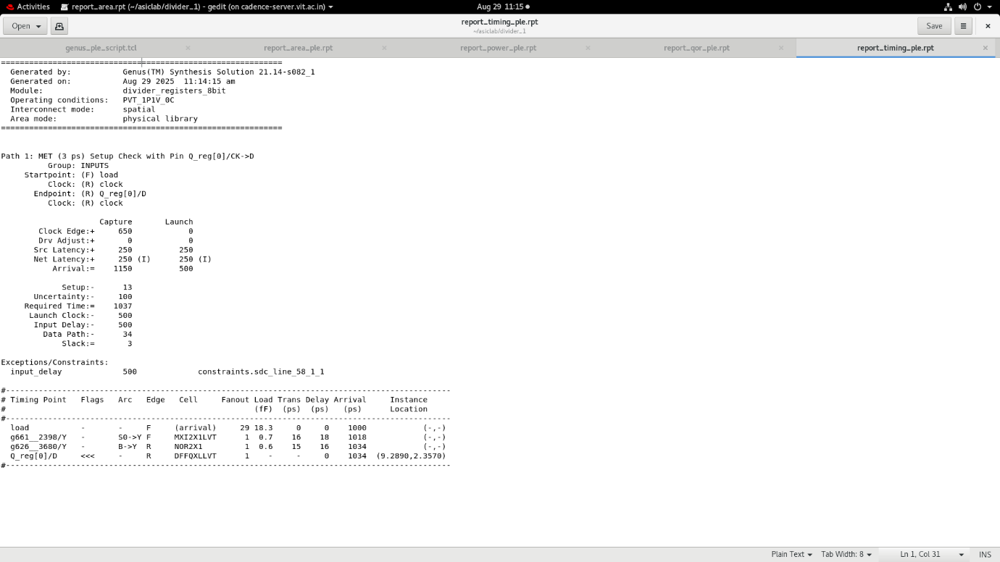 Activities report_area.rpt (~/asiclab/divider_1) - gedit (on cadence-server.vit.ac.in) Aug 29 11:15
Open report_timing_ple.rpt Save
~/asiclab/divider_1
genus_ple_script.tcl report_area_ple.rpt report_power_ple.rpt report_qor_ple.rpt report_timing_ple.rpt
============================================================
  Generated by:           Genus(TM) Synthesis Solution 21.14-s082_1
  Generated on:           Aug 29 2025  11:14:15 am
  Module:                 divider_registers_8bit
  Operating conditions:   PVT_1P1V_0C
  Interconnect mode:      spatial
  Area mode:              physical library
============================================================
Path 1: MET (3 ps) Setup Check with Pin Q_reg[0]/CK->D
          Group: INPUTS
     Startpoint: (F) load
          Clock: (R) clock
       Endpoint: (R) Q_reg[0]/D
          Clock: (R) clock
                     Capture       Launch
        Clock Edge:+     650            0
        Drv Adjust:+       0            0
       Src Latency:+     250          250
       Net Latency:+     250 (I)      250 (I)
           Arrival:=    1150          500
             Setup:-      13
       Uncertainty:-     100
     Required Time:=    1037
      Launch Clock:-     500
       Input Delay:-     500
         Data Path:-      34
             Slack:=       3
Exceptions/Constraints:
  input_delay             500             constraints.sdc_line_58_1_1
#-----------------------------------------------------------------------------------------------
# Timing Point   Flags   Arc   Edge   Cell     Fanout Load Trans Delay Arrival     Instance
#                                                     (fF)  (ps)  (ps)   (ps)      Location
#-----------------------------------------------------------------------------------------------
  load           -       -     F     (arrival)     29 18.3     0     0    1000            (-,-)
  g661__2398/Y   -       S0->Y F     MXI2X1LVT      1  0.7    16    18    1018            (-,-)
  g626__3680/Y   -       B->Y  R     NOR2X1         1  0.6    15    16    1034            (-,-)
  Q_reg[0]/D     <<<     -     R     DFFQXLLVT      1    -     -     0    1034  (9.2890,2.3570)
#-----------------------------------------------------------------------------------------------
Plain Text Tab Width: 8 Ln 1, Col 31 INS